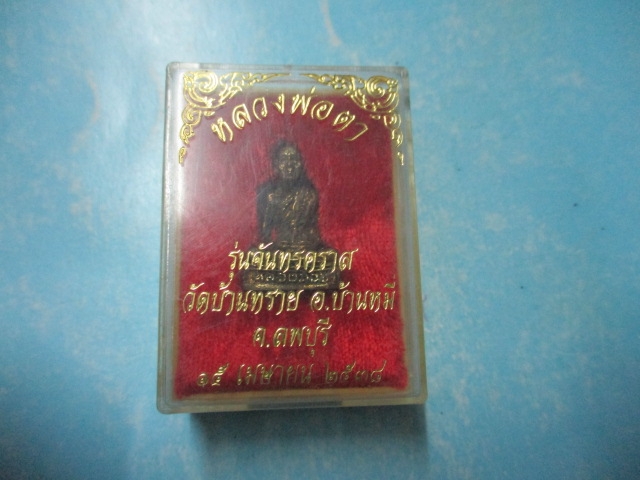 หลวงพ่อตา
รุ่นจันทรคราส
วัดบ้านทราย อ.บ้านหมี่
จ.ลพบุรี
๑๕ เมษายน ๒๕๓๘